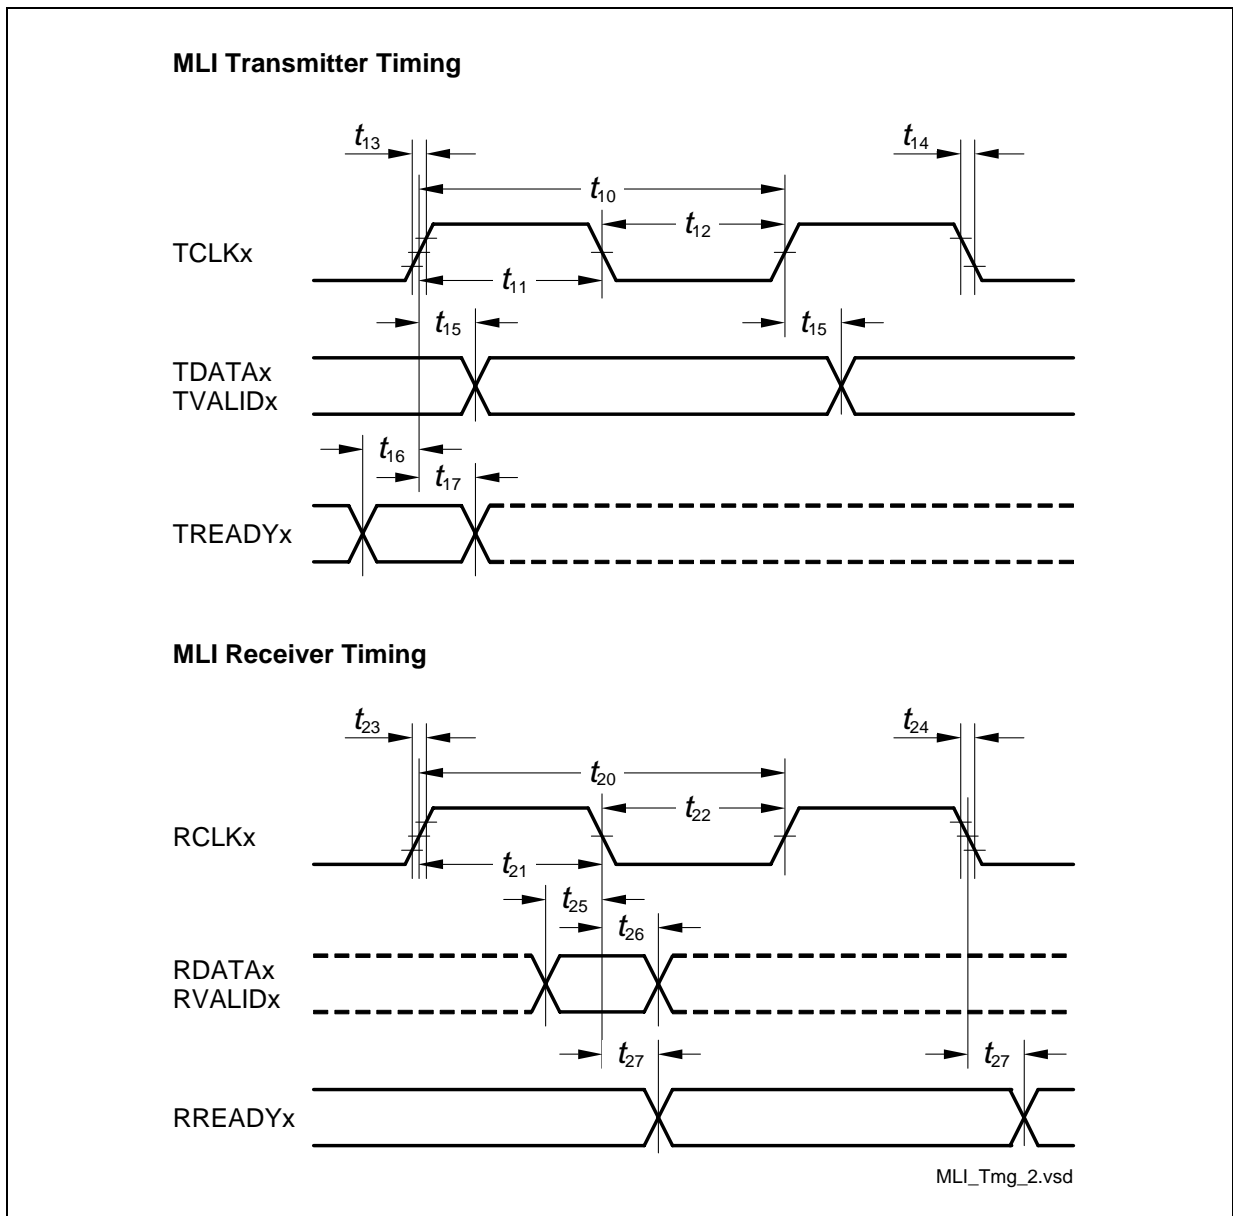 MLI Transmitter Timing
t13
t14
t10
t12
TCLKx
t11
t15
t15
TDATAx
TVALIDx
t16
t17
TREADYx
MLI Receiver Timing
t23
t24
t20
t22
RCLKx
t21
t25
t26
RDATAx
RVALIDx
t27
t27
RREADYx
MLI_Tmg_2.vsd